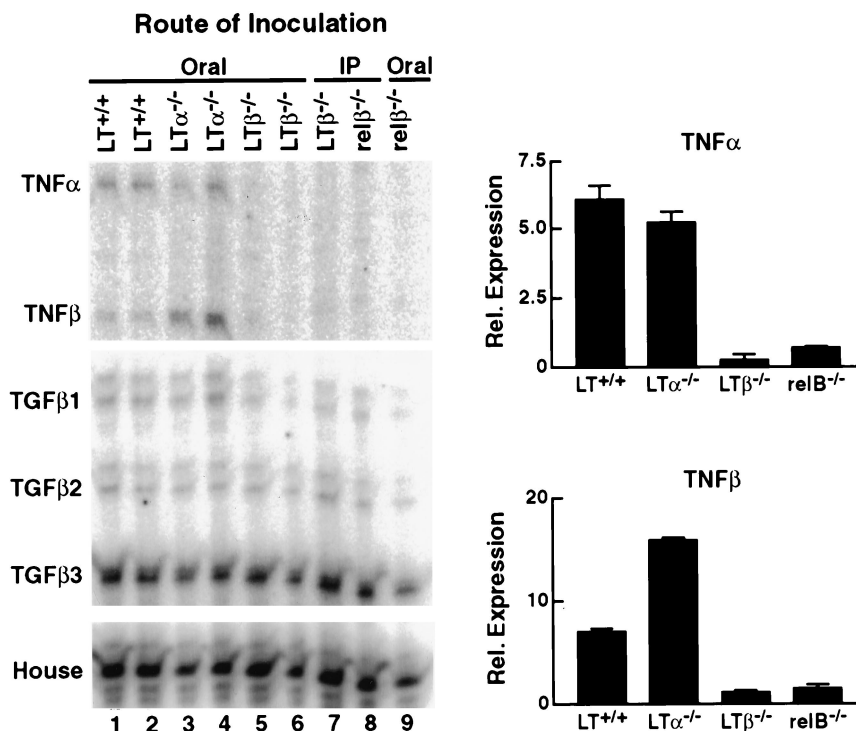 Route of Inoculation
Oral IP Oral
LT+/+ LT+/+ LTα-/- LTα-/- LTβ-/- LTβ-/- LTβ-/- relβ-/- relβ-/-
TNFα
TNFβ
TGFβ1
TGFβ2
TGFβ3
House
1 2 3 4 5 6 7 8 9
TNFα
Rel. Expression
7.5
5.0
2.5
0
LT+/+ LTα-/- LTβ-/- relB-/-
TNFβ
Rel. Expression
20
10
0
LT+/+ LTα-/- LTβ-/- relB-/-